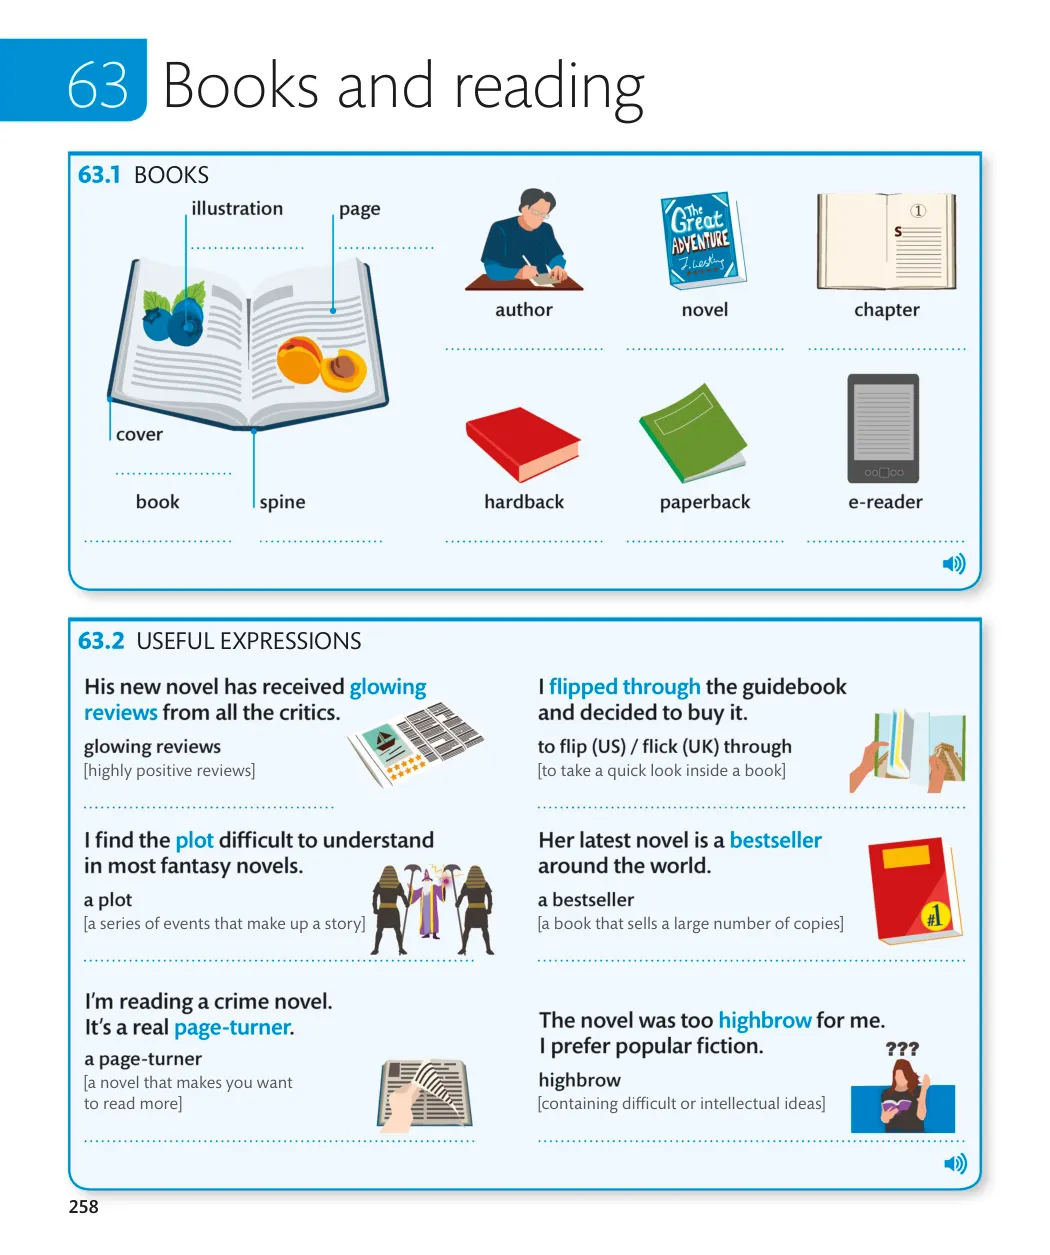 63 Books and reading
63.1 BOOKS
illustration
page
cover
book
spine
The
Great
ADVENTURE
1
S
author
novel
chapter
hardback
paperback
e-reader
63.2 USEFUL EXPRESSIONS
His new novel has received glowing
reviews from all the critics.
glowing reviews
[highly positive reviews]
I flipped through the guidebook
and decided to buy it.
to flip (US) / flick (UK) through
[to take a quick look inside a book]
I find the plot difficult to understand
in most fantasy novels.
a plot
[a series of events that make up a story]
Her latest novel is a bestseller
around the world.
a bestseller
[a book that sells a large number of copies]
#1
I’m reading a crime novel.
It’s a real page-turner.
a page-turner
[a novel that makes you want
to read more]
The novel was too highbrow for me.
I prefer popular fiction.
highbrow
[containing difficult or intellectual ideas]
???
258